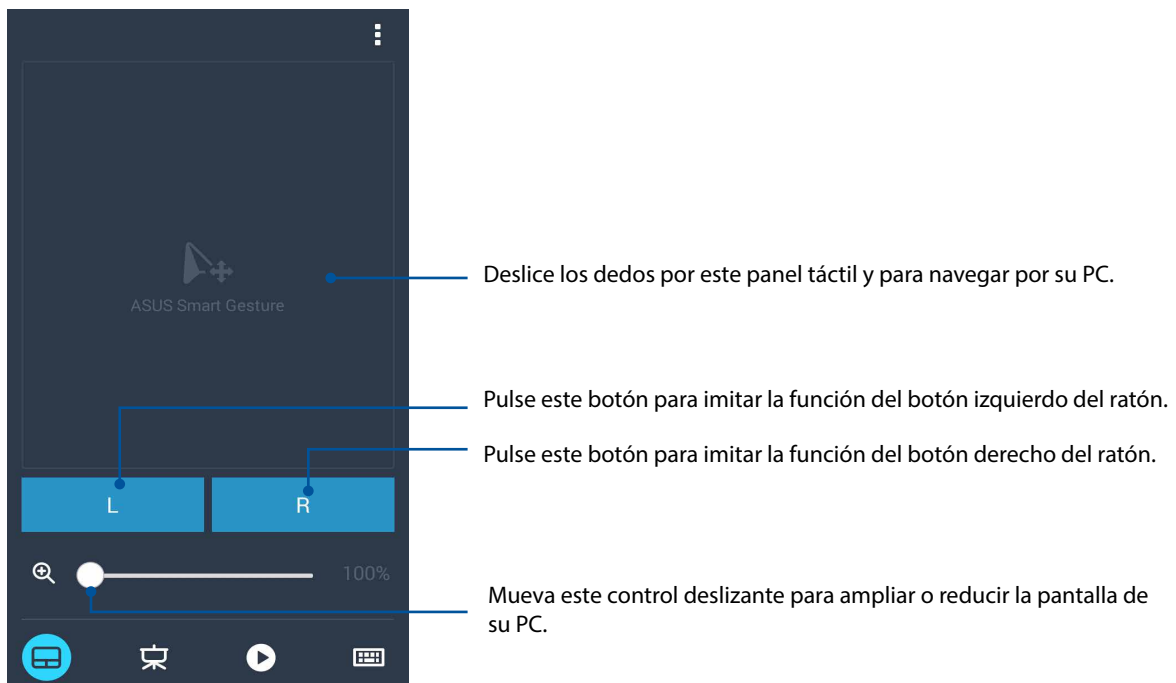 ASUS Smart Gesture
Deslice los dedos por este panel táctil y para navegar por su PC.
Pulse este botón para imitar la función del botón izquierdo del ratón.
Pulse este botón para imitar la función del botón derecho del ratón.
L
R
100%
Mueva este control deslizante para ampliar o reducir la pantalla de
su PC.